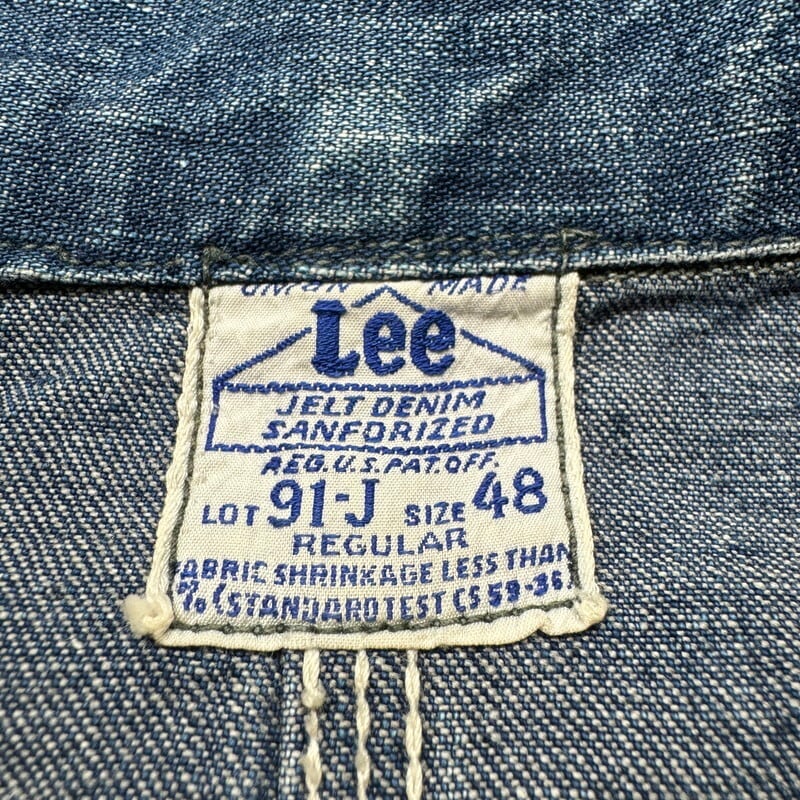 UNION MADE
Lee
JELT DENIM
SANFORIZED
REG. U.S. PAT. OFF.
LOT 91-J SIZE 48
REGULAR
FABRIC SHRINKAGE LESS THAN
% (STANDARD TEST CS 59-36)